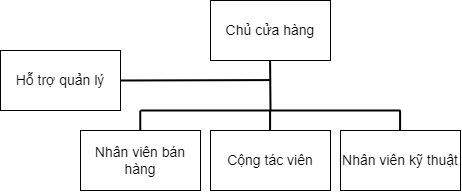 Chủ cửa hàng
Hỗ trợ quản lý
Nhân viên bán
hàng
Cộng tác viên
Nhân viên kỹ thuật